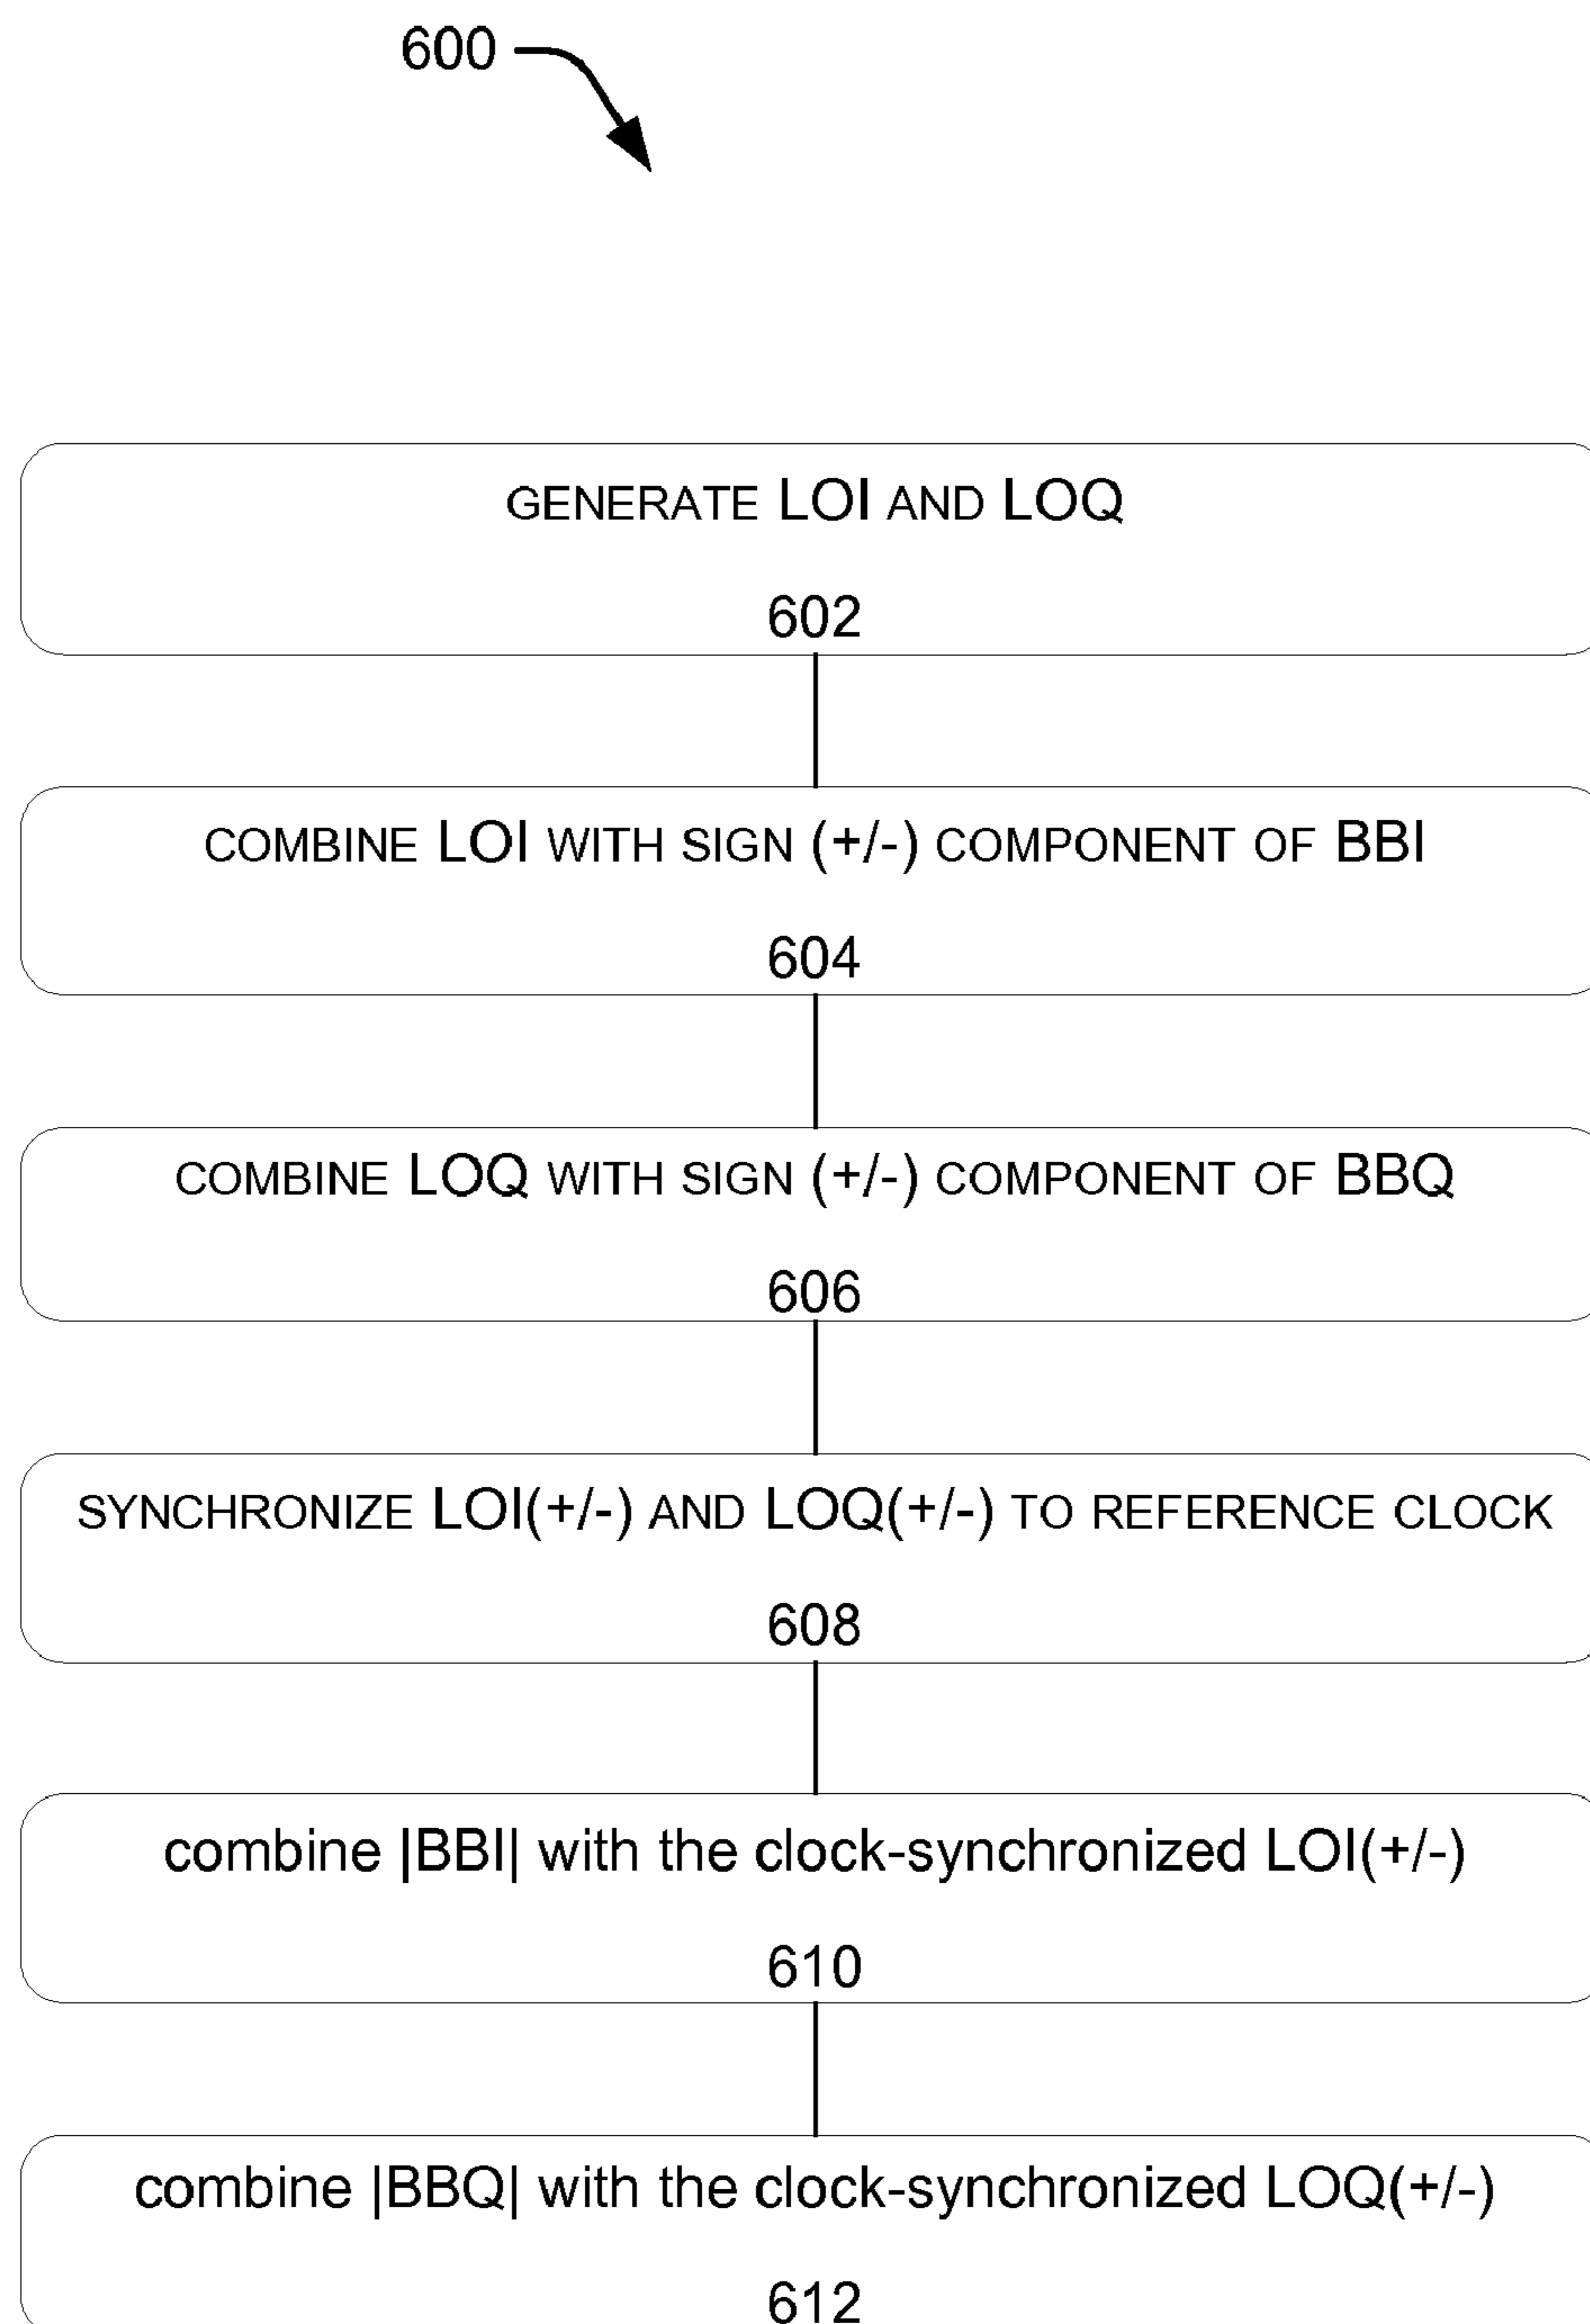 600
GENERATE LOI AND LOQ
602
COMBINE LOI WITH SIGN (+/-) COMPONENT OF BBI
604
COMBINE LOQ WITH SIGN (+/-) COMPONENT OF BBQ
606
SYNCHRONIZE LOI(+/-) AND LOQ(+/-) TO REFERENCE CLOCK
608
combine |BBI| with the clock-synchronized LOI(+/-)
610
combine |BBQ| with the clock-synchronized LOQ(+/-)
612